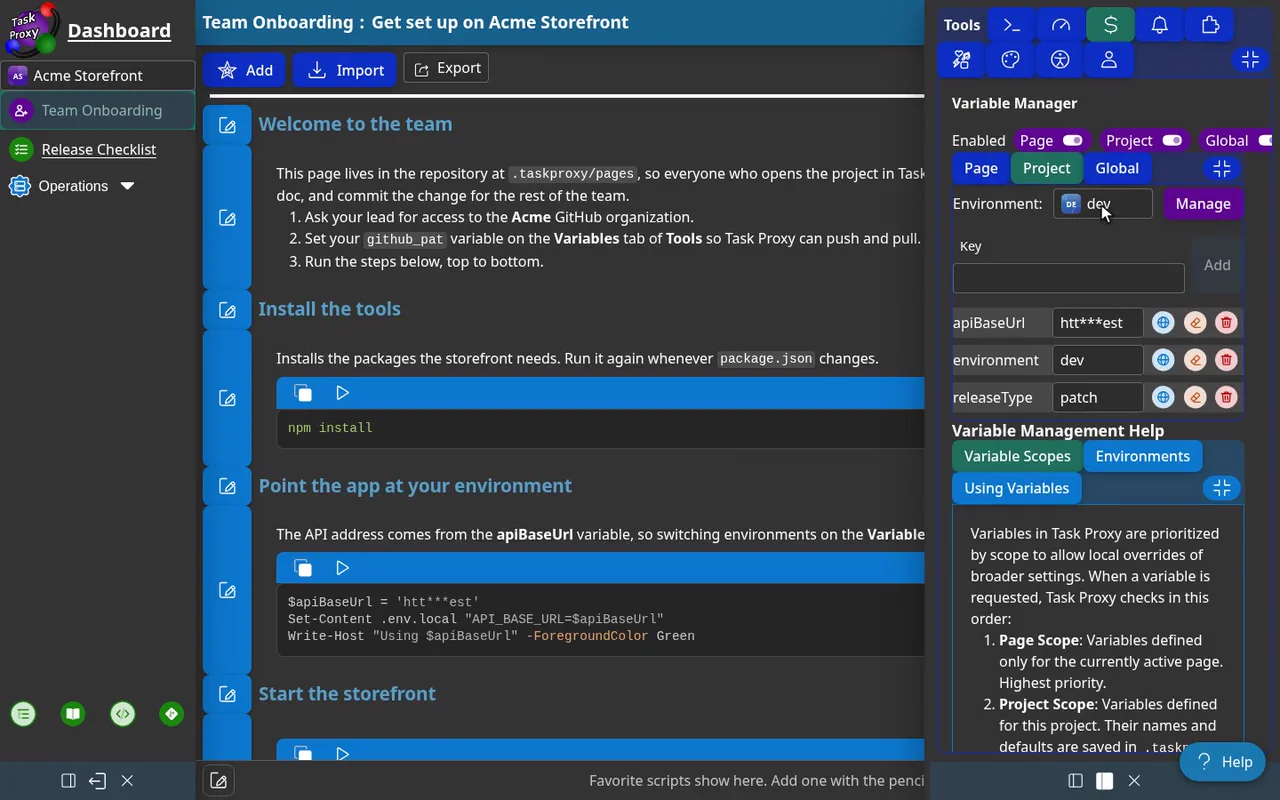 Task Proxy
Dashboard
AS Acme Storefront
Team Onboarding
Release Checklist
Operations
Team Onboarding : Get set up on Acme Storefront
Add
Import
Export
Welcome to the team
This page lives in the repository at .taskproxy/pages, so everyone who opens the project in Task
doc, and commit the change for the rest of the team.
1. Ask your lead for access to the Acme GitHub organization.
2. Set your github_pat variable on the Variables tab of Tools so Task Proxy can push and pull.
3. Run the steps below, top to bottom.
Install the tools
Installs the packages the storefront needs. Run it again whenever package.json changes.
npm install
Point the app at your environment
The API address comes from the apiBaseUrl variable, so switching environments on the Variable
$apiBaseUrl = 'htt***est'
Set-Content .env.local "API_BASE_URL=$apiBaseUrl"
Write-Host "Using $apiBaseUrl" -ForegroundColor Green
Start the storefront
Favorite scripts show here. Add one with the penci
Tools
Variable Manager
Enabled Page Project Global
Page Project Global
Environment: DE dev Manage
Key
Add
apiBaseUrl htt***est
environment dev
releaseType patch
Variable Management Help
Variable Scopes Environments
Using Variables
Variables in Task Proxy are prioritized
by scope to allow local overrides of
broader settings. When a variable is
requested, Task Proxy checks in this
order:
1. Page Scope: Variables defined
only for the currently active page.
Highest priority.
2. Project Scope: Variables defined
for this project. Their names and
defaults are saved in .taskp
Help